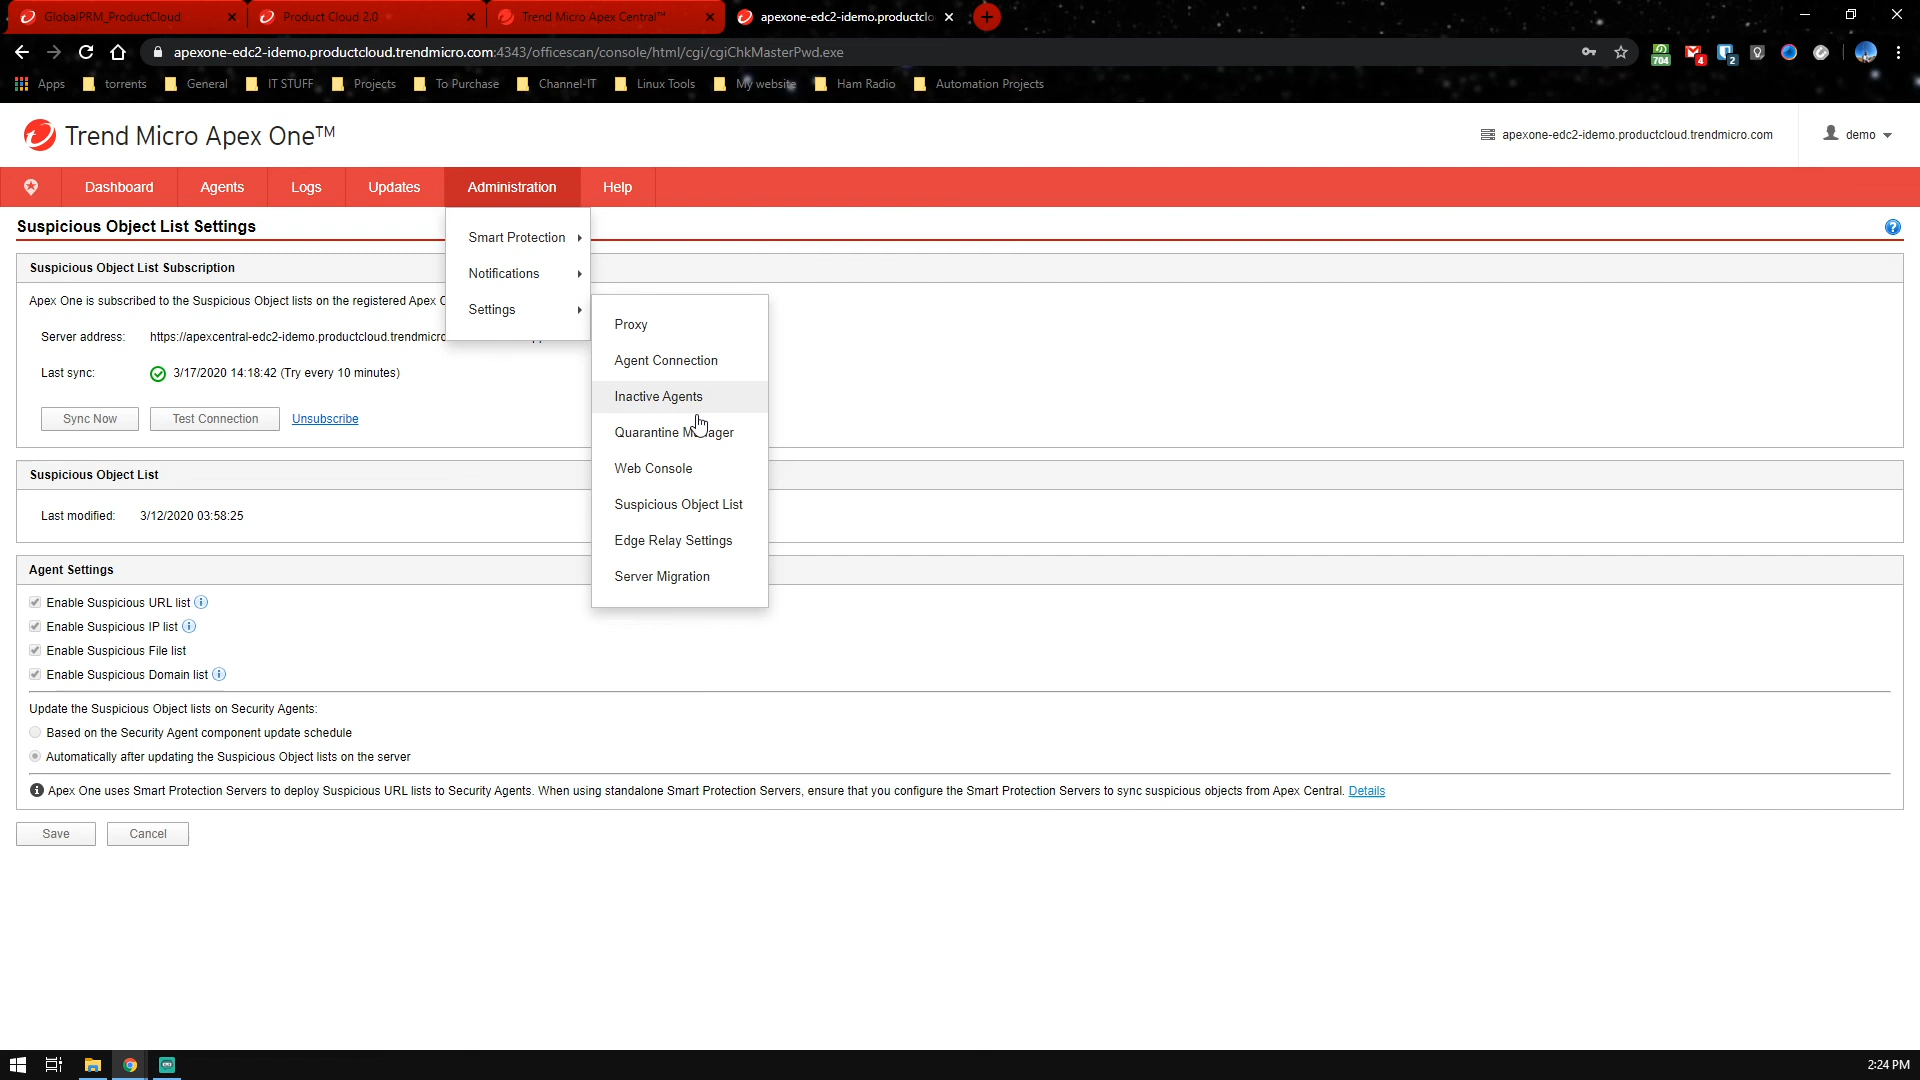 GlobalPRM_ProductCloud
Product Cloud 2.0
Trend Micro Apex Central™
apexone-edc2-idemo.productclo
apexone-edc2-idemo.productcloud.trendmicro.com:4343/officescan/console/html/cgi/cgiChkMasterPwd.exe
704
4
2
Apps
torrents
General
IT STUFF
Projects
To Purchase
Channel-IT
Linux Tools
My website
Ham Radio
Automation Projects
Trend Micro Apex One™
apexone-edc2-idemo.productcloud.trendmicro.com
demo
Dashboard
Agents
Logs
Updates
Administration
Help
Suspicious Object List Settings
Smart Protection
Notifications
Settings
Proxy
Agent Connection
Inactive Agents
Quarantine Manager
Web Console
Suspicious Object List
Edge Relay Settings
Server Migration
Suspicious Object List Subscription
Apex One is subscribed to the Suspicious Object lists on the registered Apex C
Server address: https://apexcentral-edc2-idemo.productcloud.trendmicro
Last sync: 3/17/2020 14:18:42 (Try every 10 minutes)
Sync Now
Test Connection
Unsubscribe
Suspicious Object List
Last modified: 3/12/2020 03:58:25
Agent Settings
Enable Suspicious URL list
Enable Suspicious IP list
Enable Suspicious File list
Enable Suspicious Domain list
Update the Suspicious Object lists on Security Agents:
Based on the Security Agent component update schedule
Automatically after updating the Suspicious Object lists on the server
Apex One uses Smart Protection Servers to deploy Suspicious URL lists to Security Agents. When using standalone Smart Protection Servers, ensure that you configure the Smart Protection Servers to sync suspicious objects from Apex Central. Details
Save
Cancel
2:24 PM